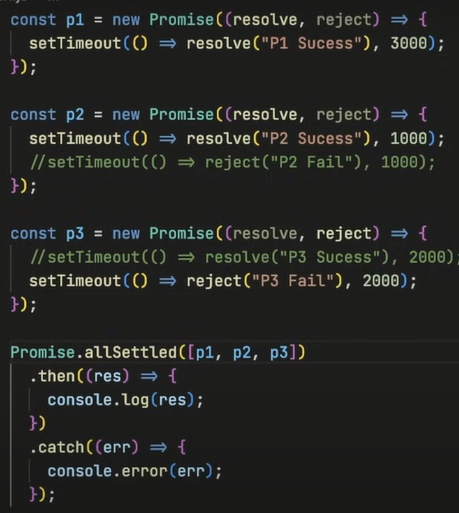 const p1 = new Promise((resolve, reject) => {
  setTimeout(() => resolve("P1 Sucess"), 3000);
});

const p2 = new Promise((resolve, reject) => {
  setTimeout(() => resolve("P2 Sucess"), 1000);
  //setTimeout(() => reject("P2 Fail"), 1000);
});

const p3 = new Promise((resolve, reject) => {
  //setTimeout(() => resolve("P3 Sucess"), 2000);
  setTimeout(() => reject("P3 Fail"), 2000);
});

Promise.allSettled([p1, p2, p3])
  .then((res) => {
    console.log(res);
  })
  .catch((err) => {
    console.error(err);
  });